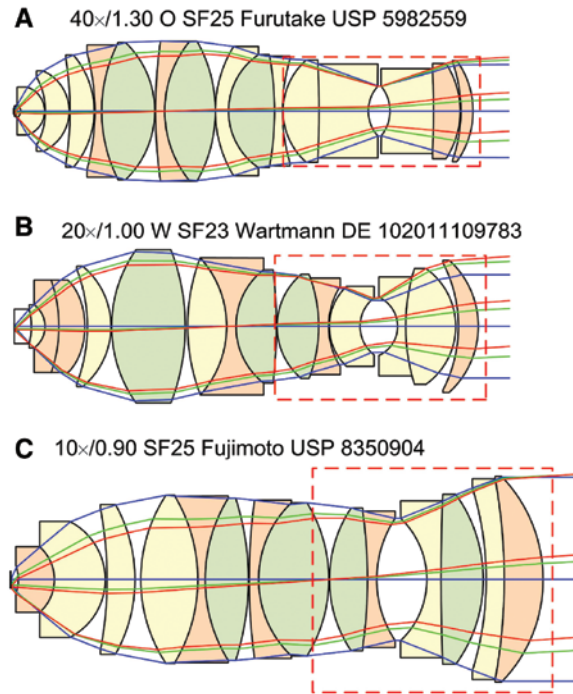 A
40×/1.30 O SF25 Furutake USP 5982559
B
20×/1.00 W SF23 Wartmann DE 102011109783
C
10×/0.90 SF25 Fujimoto USP 8350904